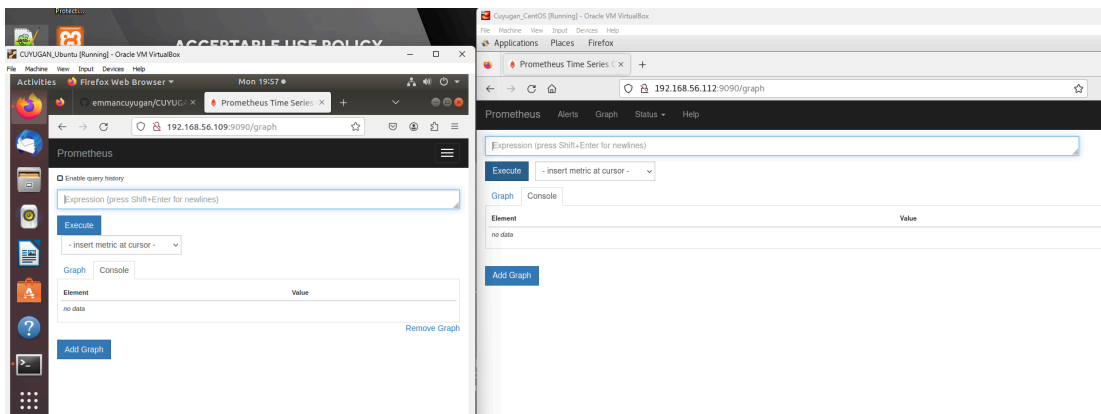 Protect...
ACCEPTABLE USE POLICY
CUYUGAN_Ubuntu [Running] - Oracle VM VirtualBox
File Machine View Input Devices Help
Activities Firefox Web Browser Mon 19:57
emmancuyugan/CUYUGA
Prometheus Time Series
192.168.56.109:9090/graph
Prometheus
Enable query history
Expression (press Shift+Enter for newlines)
Execute
- insert metric at cursor -
Graph Console
Element Value
no data
Remove Graph
Add Graph
Cuyugan_CentOS [Running] - Oracle VM VirtualBox
File Machine View Input Devices Help
Applications Places Firefox
Prometheus Time Series C
192.168.56.112:9090/graph
Prometheus Alerts Graph Status Help
Expression (press Shift+Enter for newlines)
Execute - insert metric at cursor -
Graph Console
Element Value
no data
Add Graph